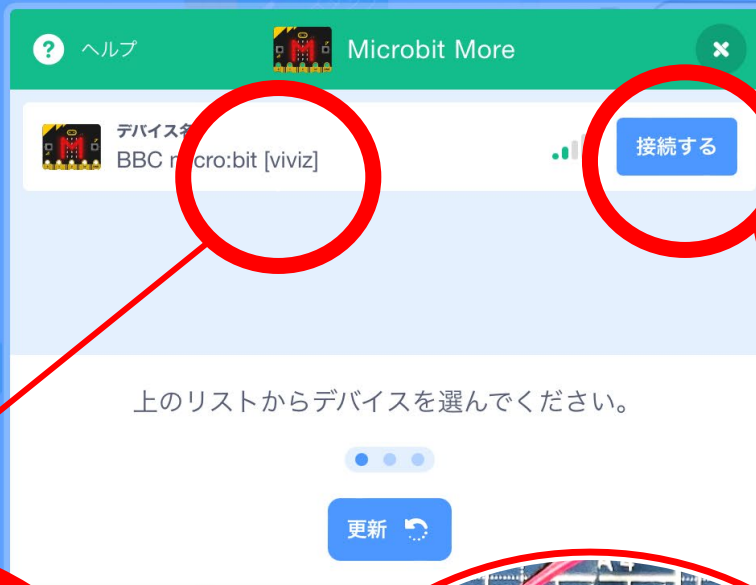 ヘルプ
Microbit More
デバイス名
BBC micro:bit [viviz]
接続する
上のリストからデバイスを選んでください。
更新